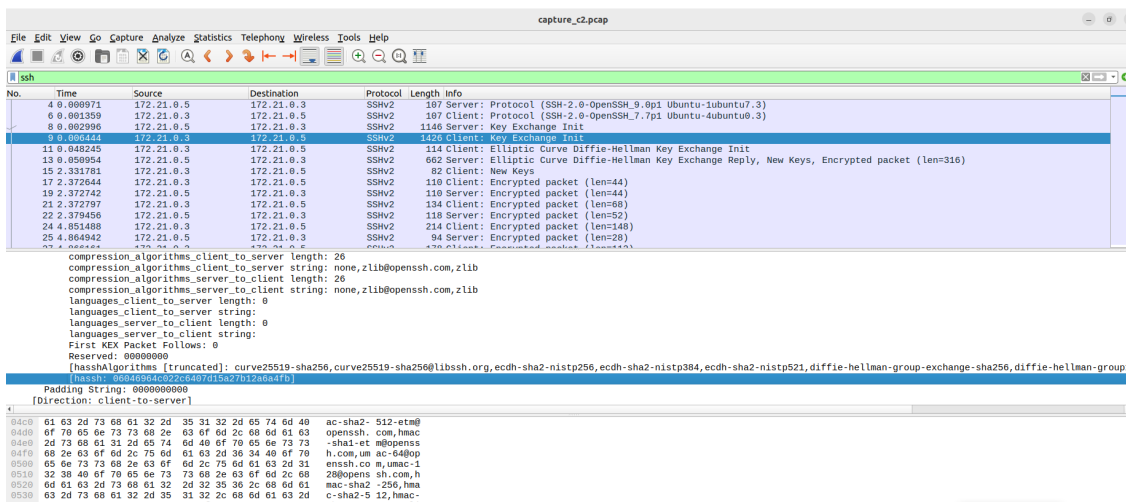 capture_c2.pcap
File Edit View Go Capture Analyze Statistics Telephony Wireless Tools Help
ssh
No. Time Source Destination Protocol Length Info
4 0.000971 172.21.0.5 172.21.0.3 SSHv2 107 Server: Protocol (SSH-2.0-OpenSSH_9.0p1 Ubuntu-1ubuntu7.3)
6 0.001359 172.21.0.3 172.21.0.5 SSHv2 107 Client: Protocol (SSH-2.0-OpenSSH_7.7p1 Ubuntu-4ubuntu0.3)
8 0.002996 172.21.0.5 172.21.0.3 SSHv2 1146 Server: Key Exchange Init
9 0.006444 172.21.0.3 172.21.0.5 SSHv2 1426 Client: Key Exchange Init
11 0.048245 172.21.0.3 172.21.0.5 SSHv2 114 Client: Elliptic Curve Diffie-Hellman Key Exchange Init
13 0.050954 172.21.0.5 172.21.0.3 SSHv2 662 Server: Elliptic Curve Diffie-Hellman Key Exchange Reply, New Keys, Encrypted packet (len=316)
15 2.331781 172.21.0.3 172.21.0.5 SSHv2 82 Client: New Keys
17 2.372644 172.21.0.3 172.21.0.5 SSHv2 110 Client: Encrypted packet (len=44)
19 2.372742 172.21.0.5 172.21.0.3 SSHv2 110 Server: Encrypted packet (len=44)
21 2.372797 172.21.0.3 172.21.0.5 SSHv2 134 Client: Encrypted packet (len=68)
22 2.379456 172.21.0.5 172.21.0.3 SSHv2 118 Server: Encrypted packet (len=52)
24 4.851488 172.21.0.3 172.21.0.5 SSHv2 214 Client: Encrypted packet (len=148)
25 4.864942 172.21.0.5 172.21.0.3 SSHv2 94 Server: Encrypted packet (len=28)
compression_algorithms_client_to_server length: 26
compression_algorithms_client_to_server string: none,zlib@openssh.com,zlib
compression_algorithms_server_to_client length: 26
compression_algorithms_server_to_client string: none,zlib@openssh.com,zlib
languages_client_to_server length: 0
languages_client_to_server string:
languages_server_to_client length: 0
languages_server_to_client string:
First KEX Packet Follows: 0
Reserved: 00000000
[hasshAlgorithms [truncated]: curve25519-sha256,curve25519-sha256@libssh.org,ecdh-sha2-nistp256,ecdh-sha2-nistp384,ecdh-sha2-nistp521,diffie-hellman-group-exchange-sha256,diffie-hellman-group
[hassh: 06046964c022c6407d15a27b12a6a4fb]
Padding String: 0000000000
[Direction: client-to-server]
04c0 61 63 2d 73 68 61 32 2d 35 31 32 2d 65 74 6d 40 ac-sha2- 512-etm@
04d0 6f 70 65 6e 73 73 68 2e 63 6f 6d 2c 68 6d 61 63 openssh. com,hmac
04e0 2d 73 68 61 31 2d 65 74 6d 40 6f 70 65 6e 73 73 -sha1-et m@openss
04f0 68 2e 63 6f 6d 2c 75 6d 61 63 2d 36 34 40 6f 70 h.com,um ac-64@op
0500 65 6e 73 73 68 2e 63 6f 6d 2c 75 6d 61 63 2d 31 enssh.co m,umac-1
0510 32 38 40 6f 70 65 6e 73 73 68 2e 63 6f 6d 2c 68 28@opens sh.com,h
0520 6d 61 63 2d 73 68 61 32 2d 32 35 36 2c 68 6d 61 mac-sha2 -256,hma
0530 63 2d 73 68 61 32 2d 35 31 32 2c 68 6d 61 63 2d c-sha2-5 12,hmac-